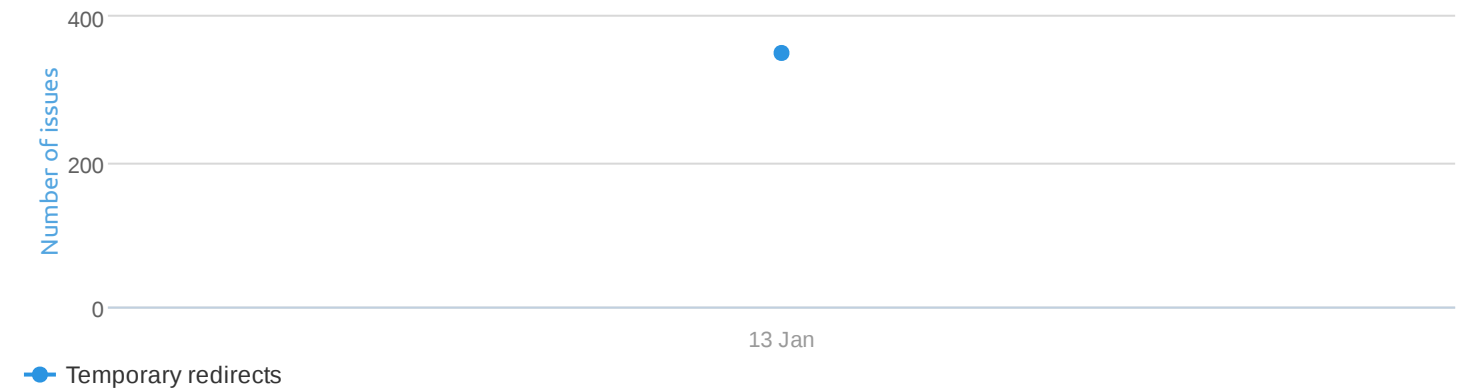 400
Number of issues
200
0
13 Jan
Temporary redirects